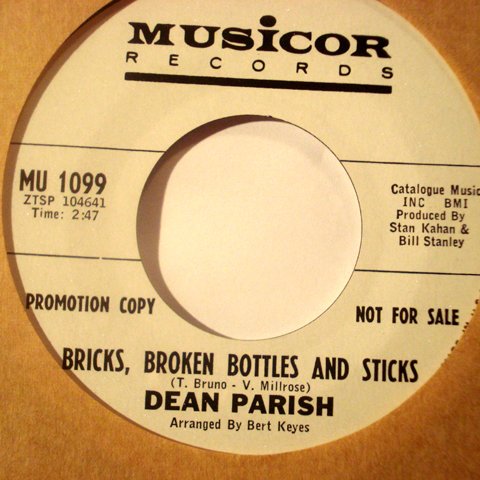 MUSICOR
RECORDS
MU 1099
ZTSP 104641
Time: 2:47
Catalogue Music
INC BMI
Produced By
Stan Kahan &
Bill Stanley
PROMOTION COPY
NOT FOR SALE
BRICKS, BROKEN BOTTLES AND STICKS
(T. Bruno - V. Millrose)
DEAN PARISH
Arranged By Bert Keyes